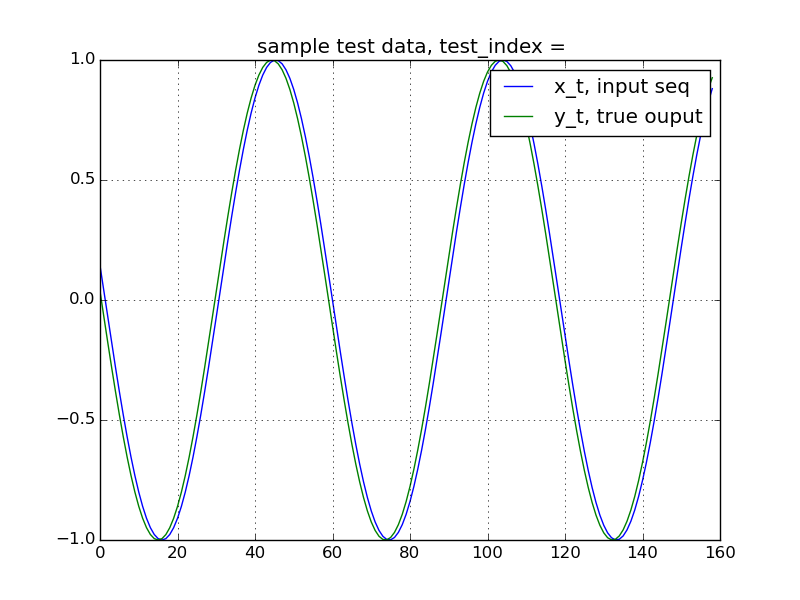 sample test data, test_index =
x_t, input seq
y_t, true ouput
1.0
0.5
0.0
−0.5
−1.0
0 20 40 60 80 100 120 140 160